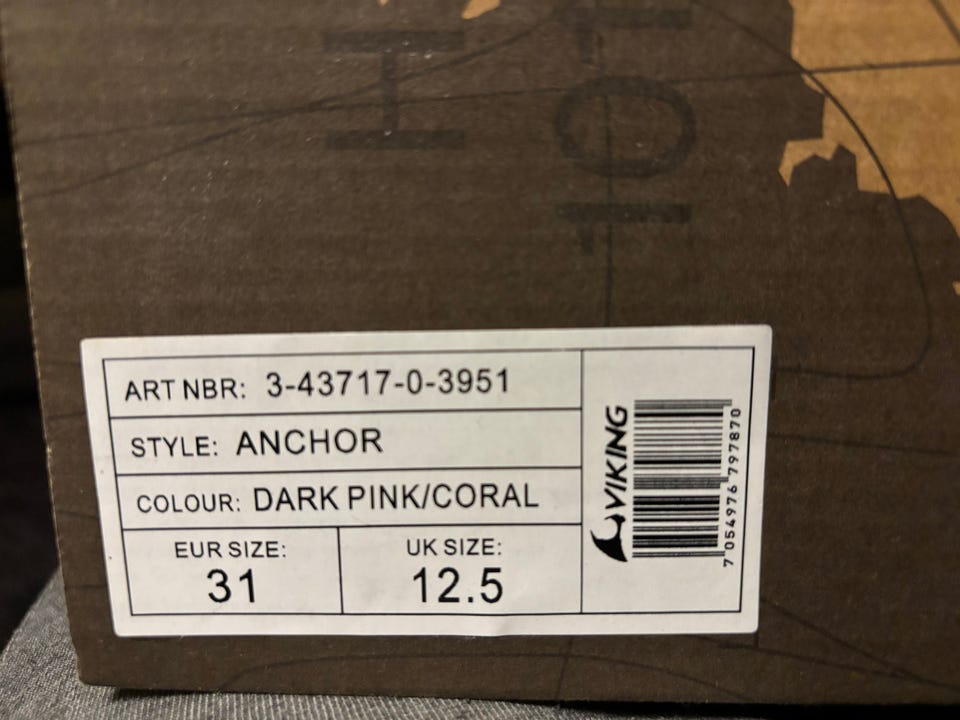 ART NBR: 3-43717-0-3951
STYLE: ANCHOR
COLOUR: DARK PINK/CORAL
EUR SIZE:
31
UK SIZE:
12.5
VIKING
7 054976 797870